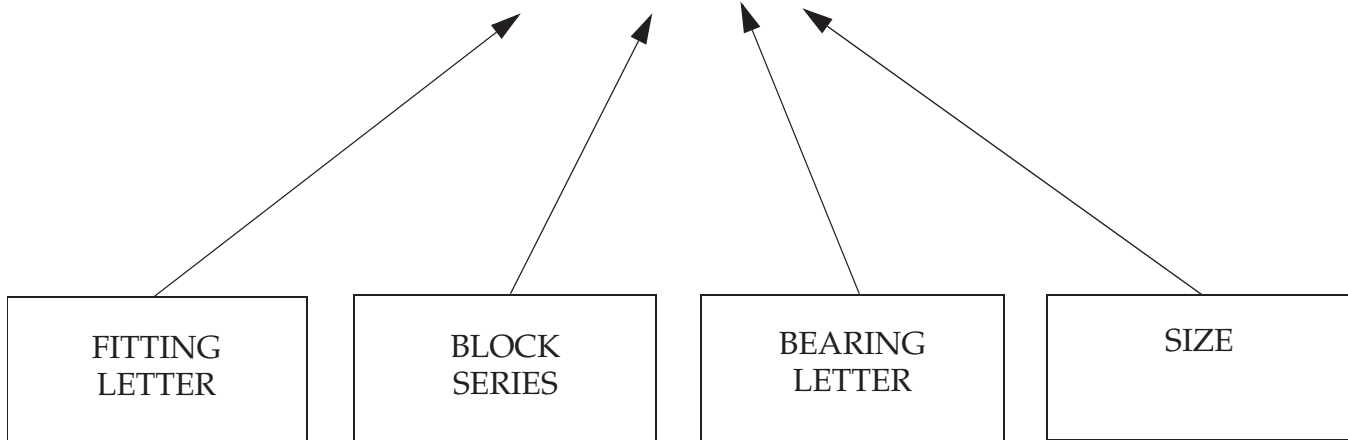 FITTING
LETTER
BLOCK
SERIES
BEARING
LETTER
SIZE